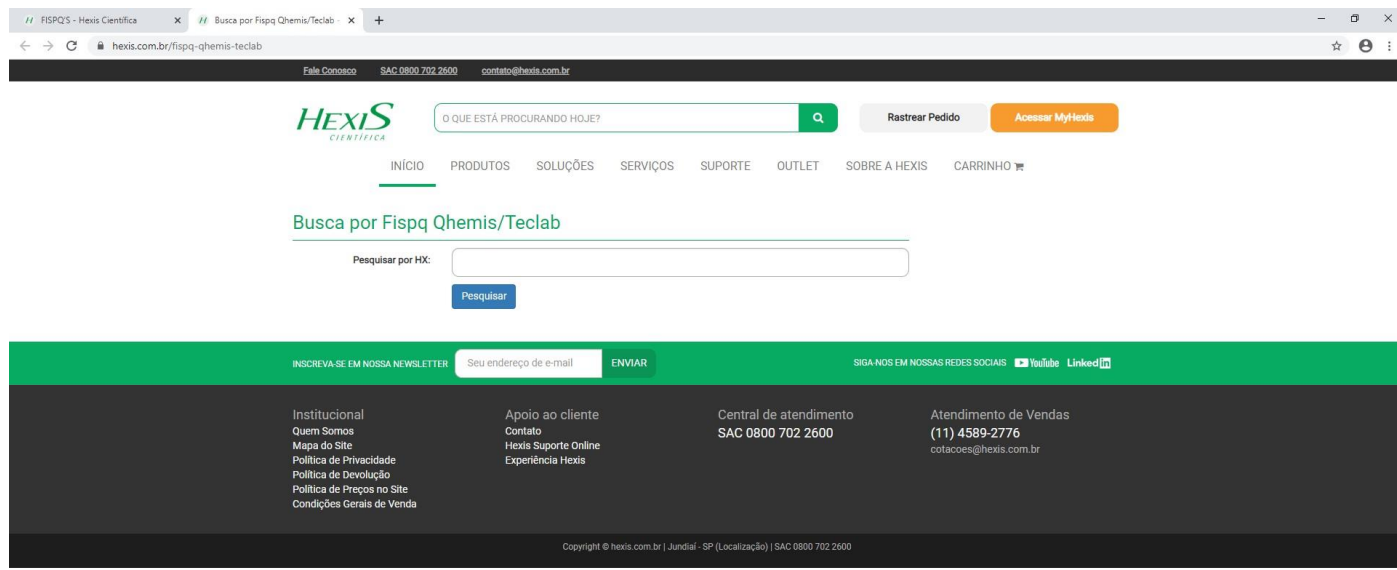 FISPQ'S - Hexis Científica
Busca por Fispq Qhemis/Teclab -
hexis.com.br/fispq-qhemis-teclab
Fale Conosco SAC 0800 702 2600 contato@hexis.com.br
HEXIS
CIENTÍFICA
O QUE ESTÁ PROCURANDO HOJE?
Rastrear Pedido
Acessar MyHexis
INÍCIO PRODUTOS SOLUÇÕES SERVIÇOS SUPORTE OUTLET SOBRE A HEXIS CARRINHO
Busca por Fispq Qhemis/Teclab
Pesquisar por HX:
Pesquisar
INSCREVA-SE EM NOSSA NEWSLETTER Seu endereço de e-mail ENVIAR SIGA-NOS EM NOSSAS REDES SOCIAIS YouTube Linked in
Institucional
Quem Somos
Mapa do Site
Política de Privacidade
Política de Devolução
Política de Preços no Site
Condições Gerais de Venda
Apoio ao cliente
Contato
Hexis Suporte Online
Experiência Hexis
Central de atendimento
SAC 0800 702 2600
Atendimento de Vendas
(11) 4589-2776
cotacoes@hexis.com.br
Copyright © hexis.com.br | Jundiaí - SP (Localização) | SAC 0800 702 2600